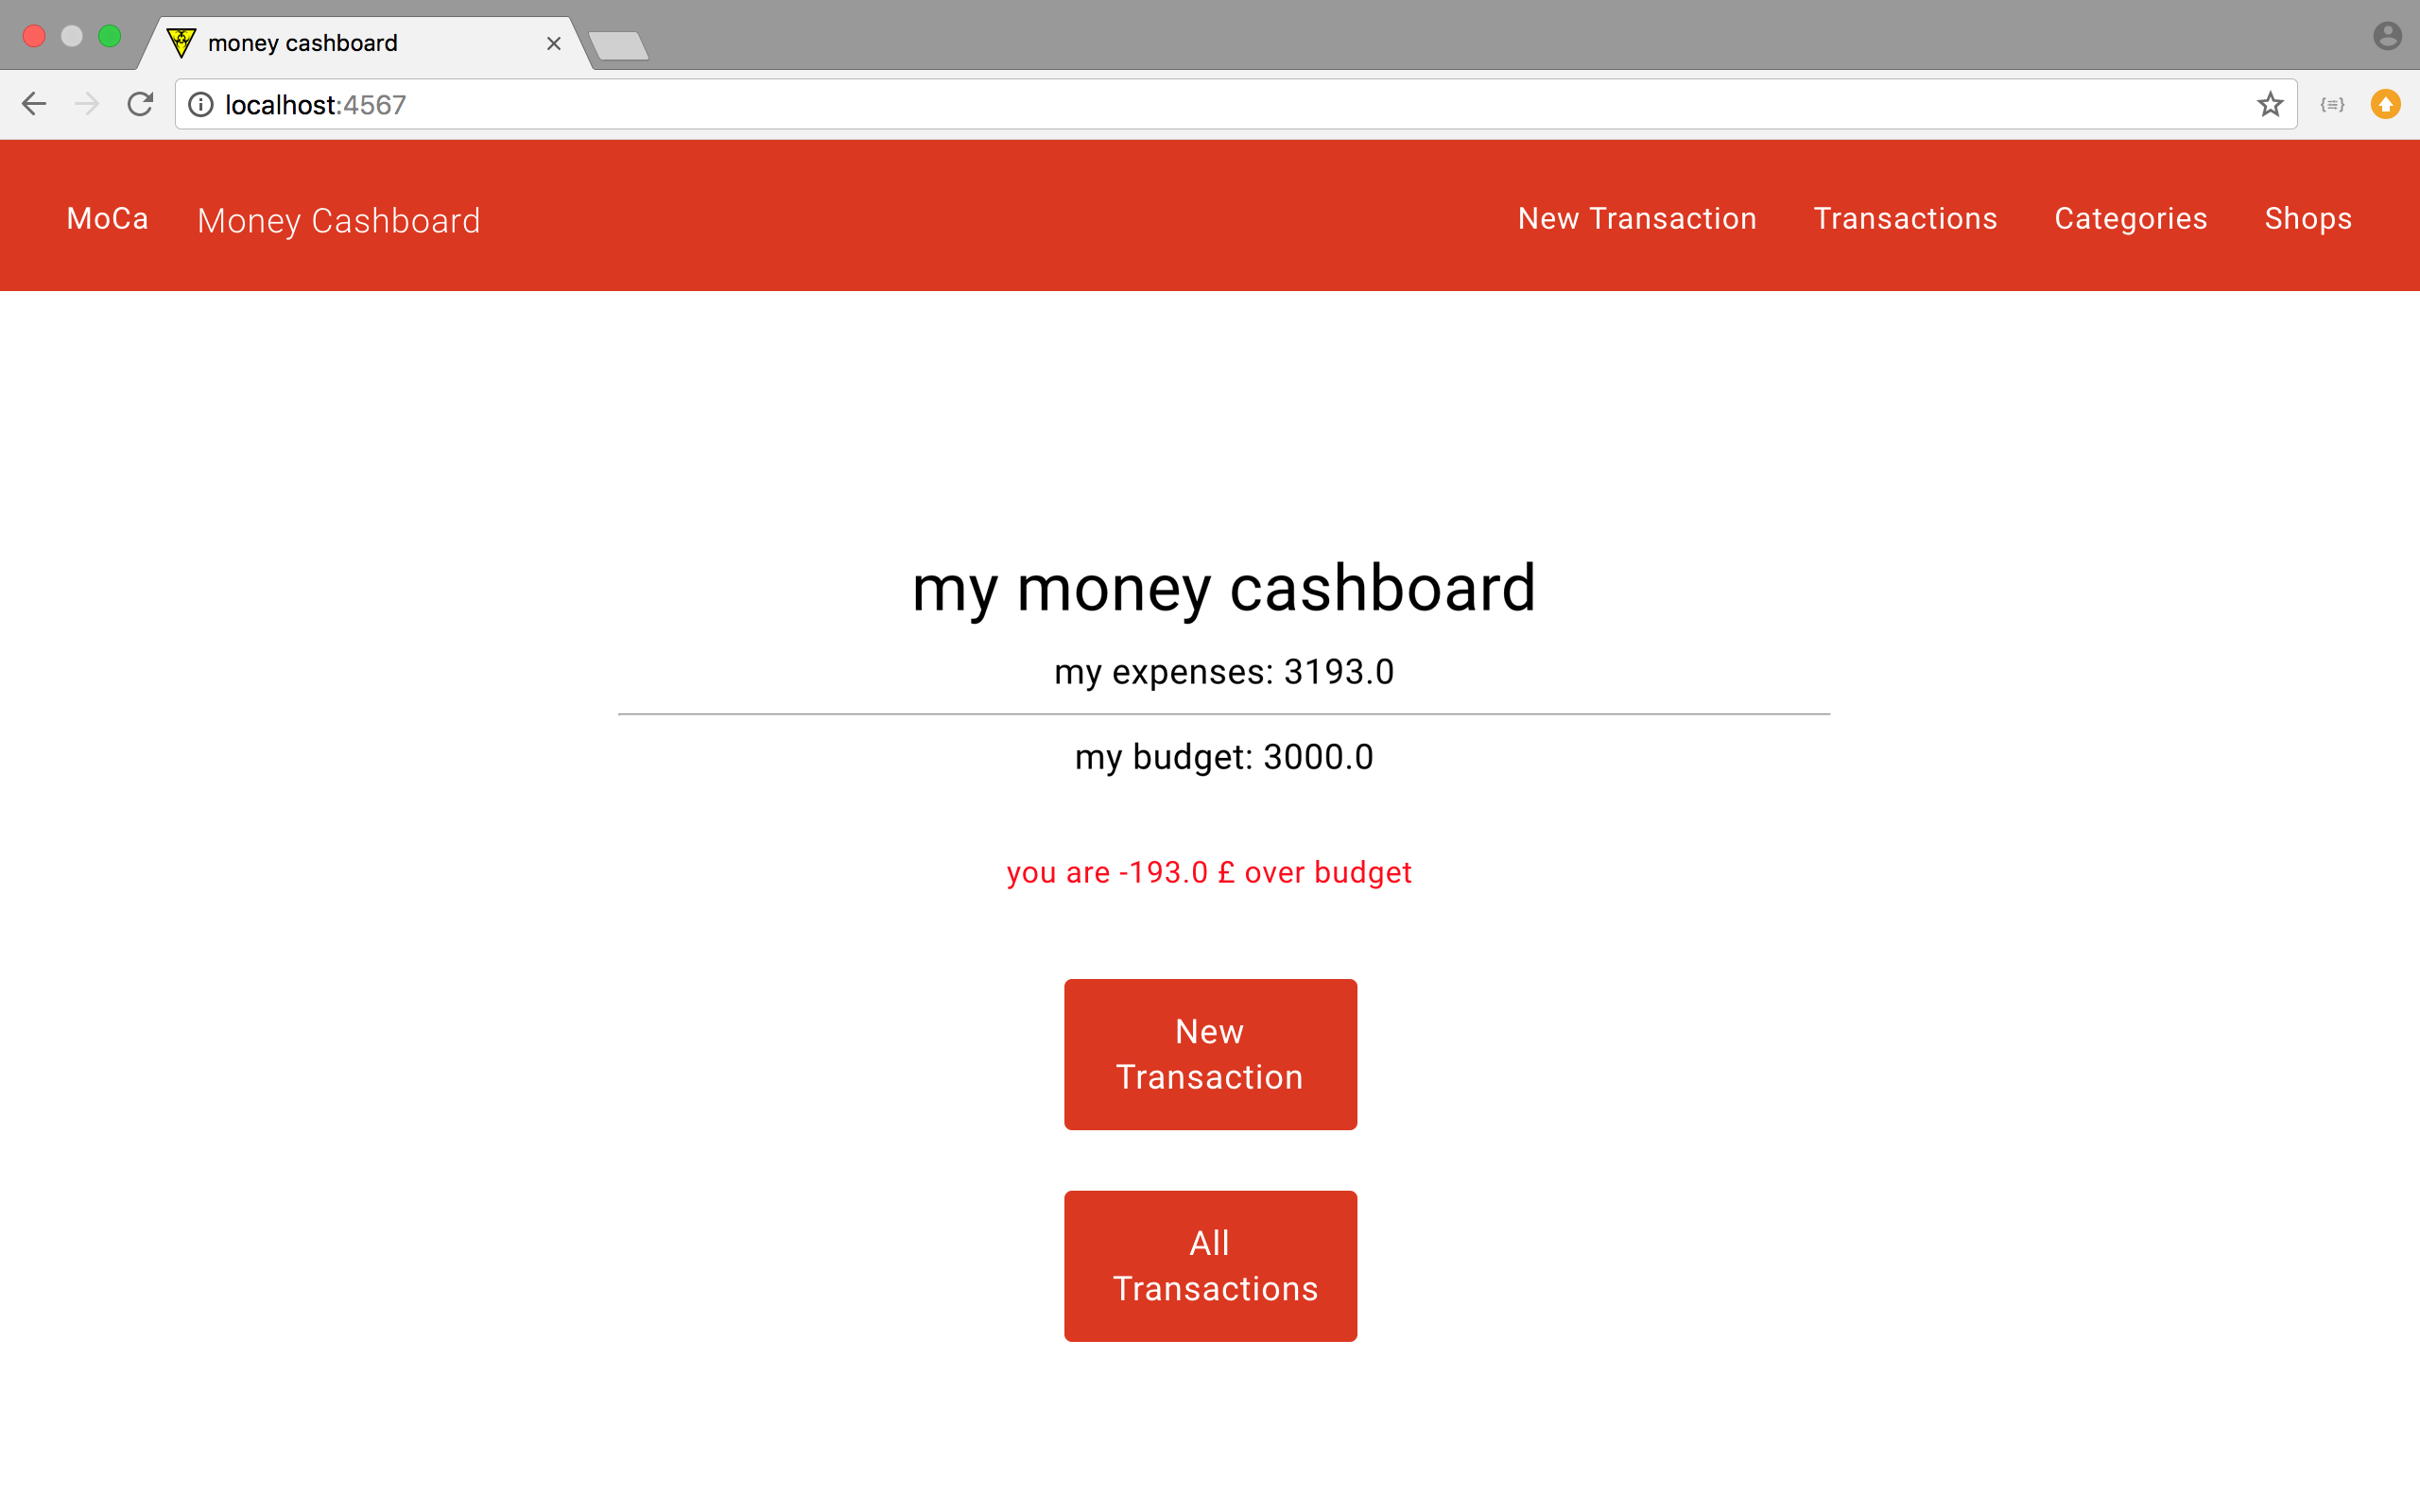 money cashboard
localhost:4567
MoCa Money Cashboard New Transaction Transactions Categories Shops
my money cashboard
my expenses: 3193.0
my budget: 3000.0
you are -193.0 £ over budget
New
Transaction
All
Transactions